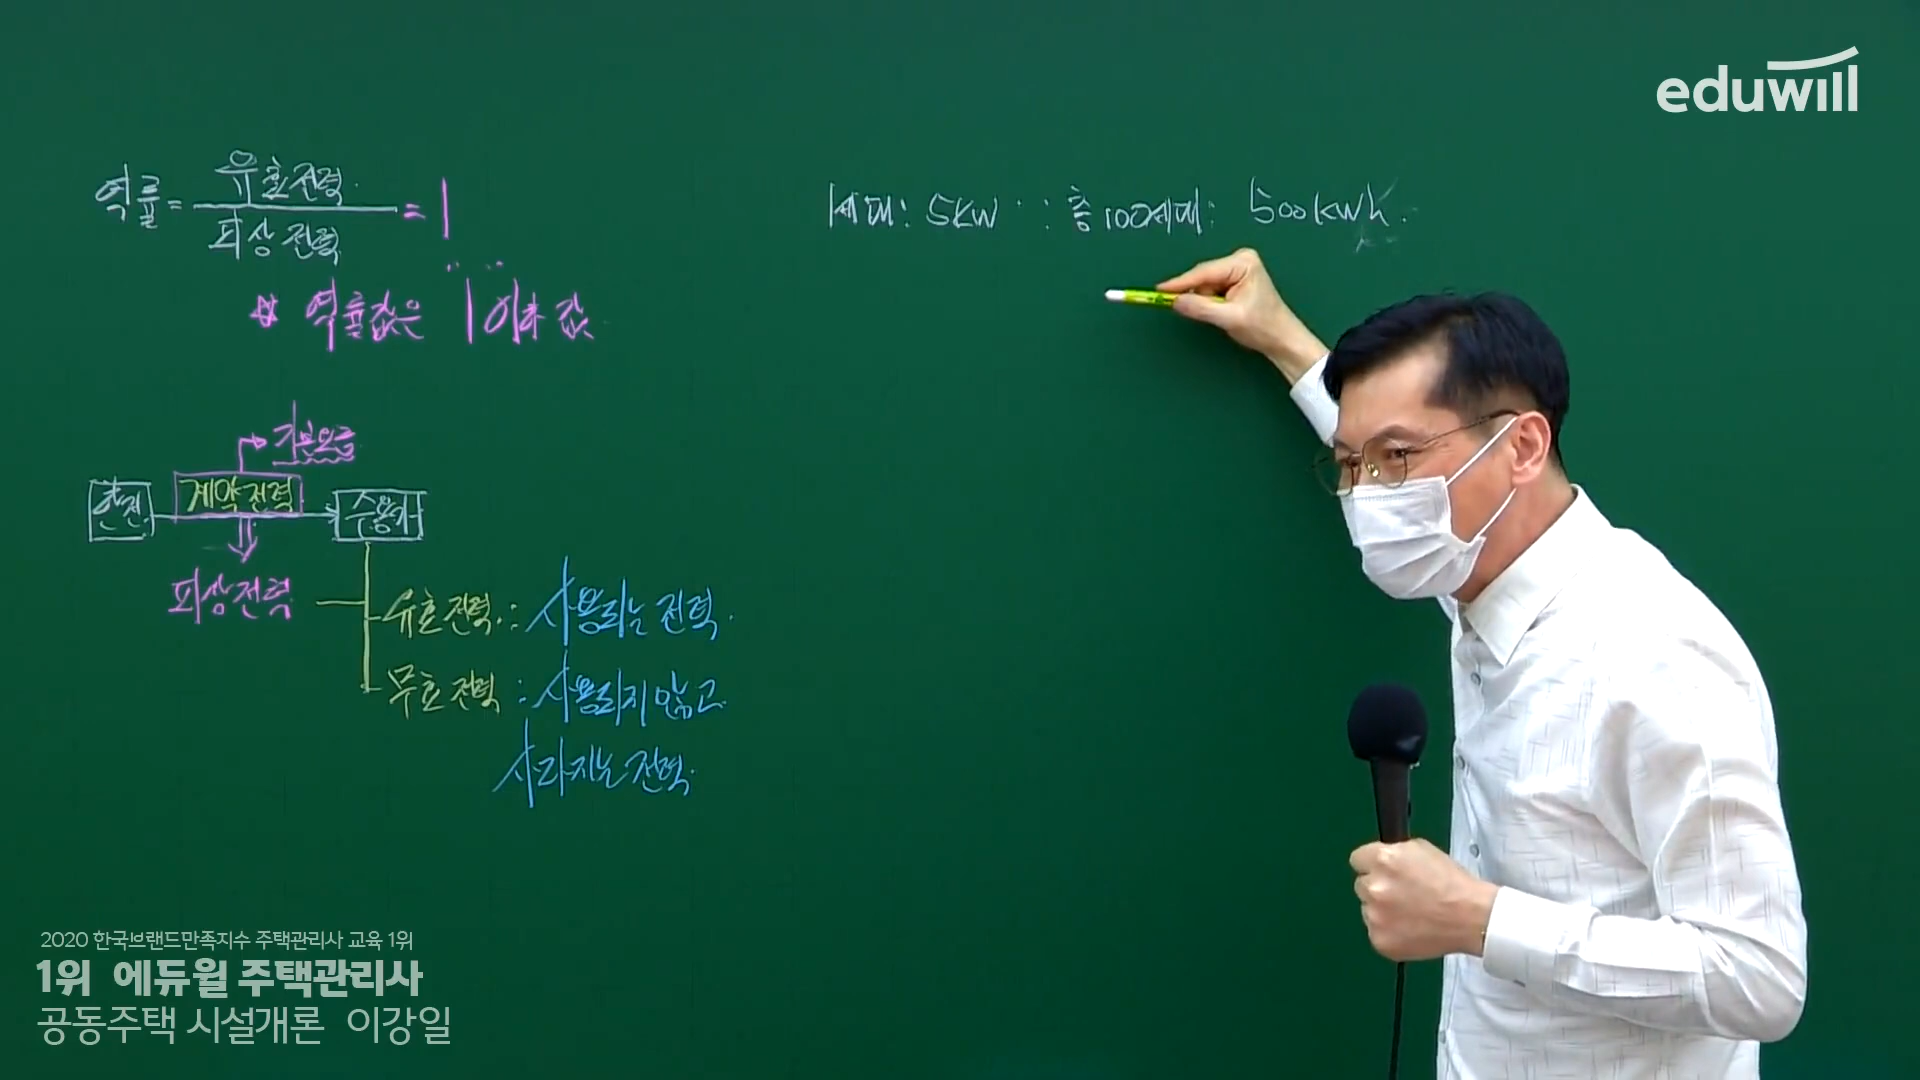 eduwill
역률 = 유효전력 / 피상전력 = 1
※ 역률값은 1 이하 값
세대: 5KW ∴ 총 100세대: 500KWh.
기본요금
한전 계약전력 수용가
피상전력
유효전력 : 사용되는 전력.
무효전력 : 사용되지 않고
사라지는 전력.
2020 한국브랜드만족지수 주택관리사 교육 1위
1위 에듀윌 주택관리사
공동주택 시설개론 이강일